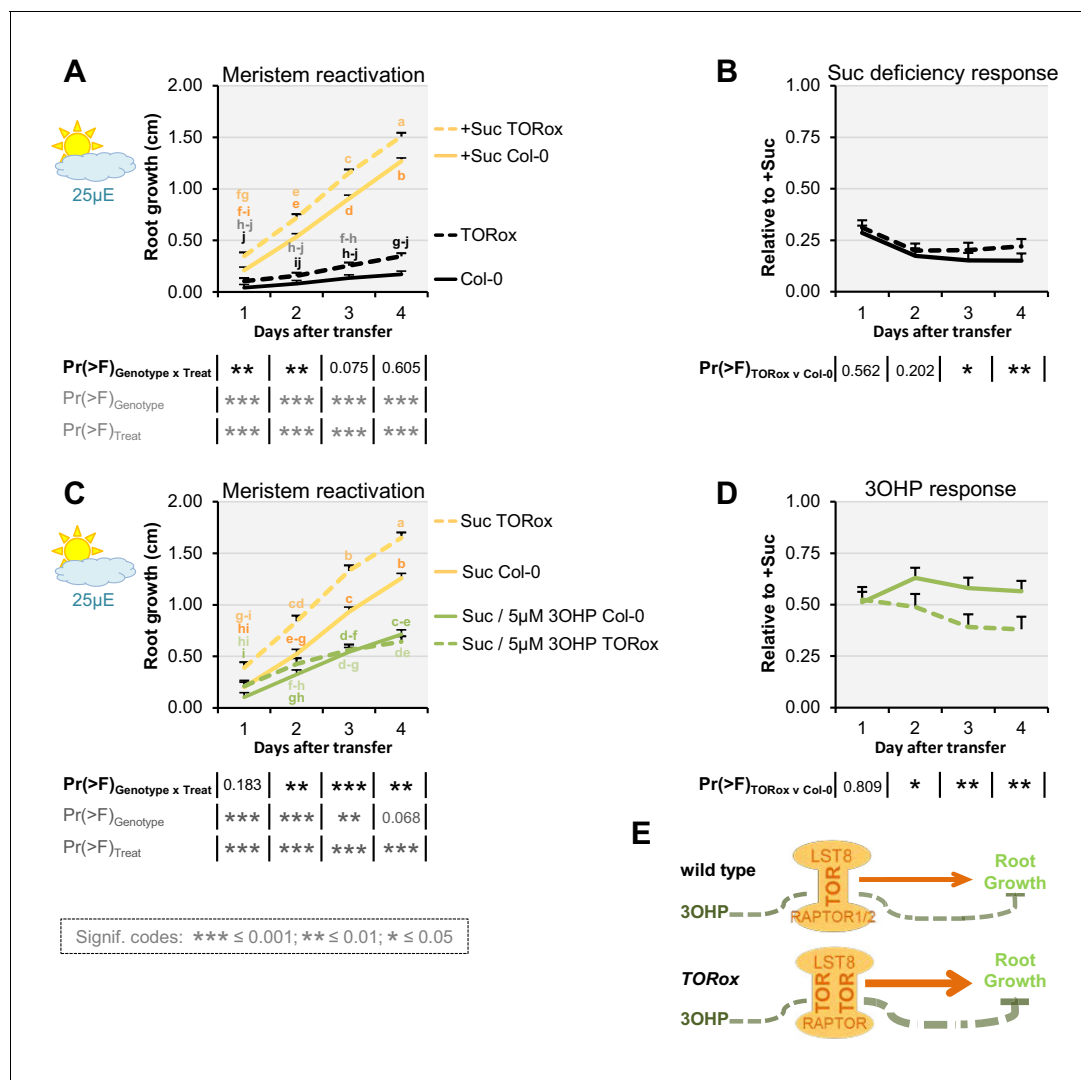 A
Meristem reactivation
Root growth (cm)
2.00
1.50
1.00
0.50
0.00
25µE
a
c
b
e
e
d
fg
f-i
h-j
j
h-j
ij
f-h
h-j
g-j
1 2 3 4
Days after transfer
+Suc TORox
+Suc Col-0
TORox
Col-0
Pr(>F)Genotype x Treat ** ** 0.075 0.605
Pr(>F)Genotype *** *** *** ***
Pr(>F)Treat *** *** *** ***
B
Suc deficiency response
Relative to +Suc
1.00
0.75
0.50
0.25
0.00
1 2 3 4
Days after transfer
Pr(>F)TORox v Col-0 0.562 0.202 * **
C
Meristem reactivation
Root growth (cm)
2.00
1.50
1.00
0.50
0.00
25µE
a
b
b
cd
c
g-i
hi
hi
i
e-g
f-h
gh
d-f
d-g
c-e
de
1 2 3 4
Days after transfer
Suc TORox
Suc Col-0
Suc / 5µM 3OHP Col-0
Suc / 5µM 3OHP TORox
Pr(>F)Genotype x Treat 0.183 ** *** **
Pr(>F)Genotype *** *** ** 0.068
Pr(>F)Treat *** *** *** ***
D
3OHP response
Relative to +Suc
1.00
0.75
0.50
0.25
0.00
1 2 3 4
Days after transfer
Pr(>F)TORox v Col-0 0.809 * ** **
Signif. codes: *** ≤ 0.001; ** ≤ 0.01; * ≤ 0.05
E
wild type
3OHP
LST8
TOR
RAPTOR1/2
Root
Growth
TORox
3OHP
LST8
TOR
TOR
RAPTOR
Root
Growth